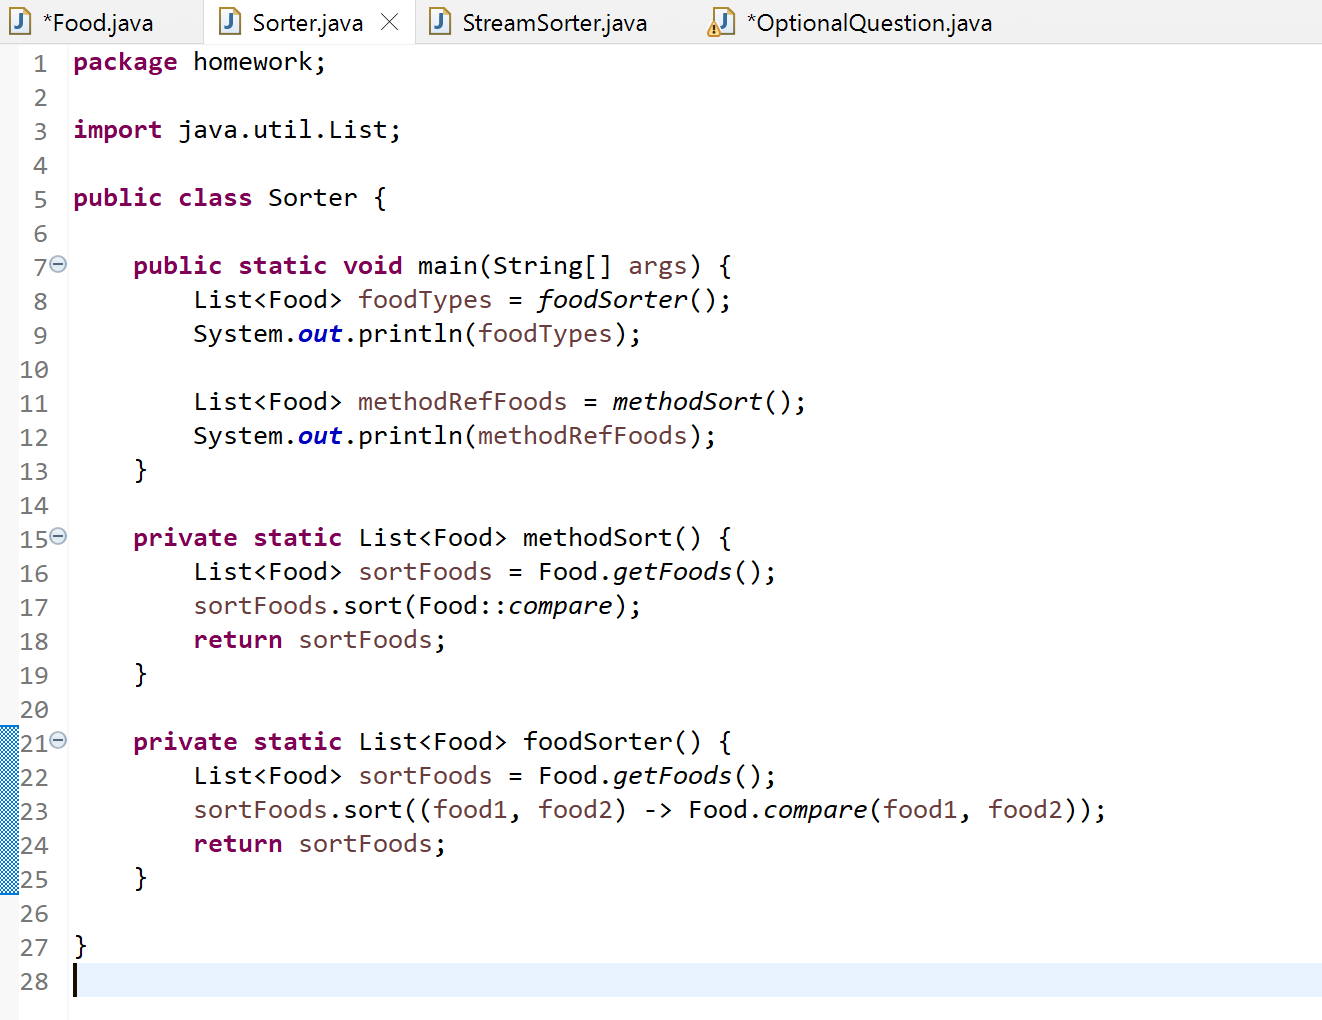 *Food.java Sorter.java StreamSorter.java *OptionalQuestion.java
1 package homework;
2
3 import java.util.List;
4
5 public class Sorter {
6
7     public static void main(String[] args) {
8         List<Food> foodTypes = foodSorter();
9         System.out.println(foodTypes);
10
11         List<Food> methodRefFoods = methodSort();
12         System.out.println(methodRefFoods);
13     }
14
15     private static List<Food> methodSort() {
16         List<Food> sortFoods = Food.getFoods();
17         sortFoods.sort(Food::compare);
18         return sortFoods;
19     }
20
21     private static List<Food> foodSorter() {
22         List<Food> sortFoods = Food.getFoods();
23         sortFoods.sort((food1, food2) -> Food.compare(food1, food2));
24         return sortFoods;
25     }
26
27 }
28